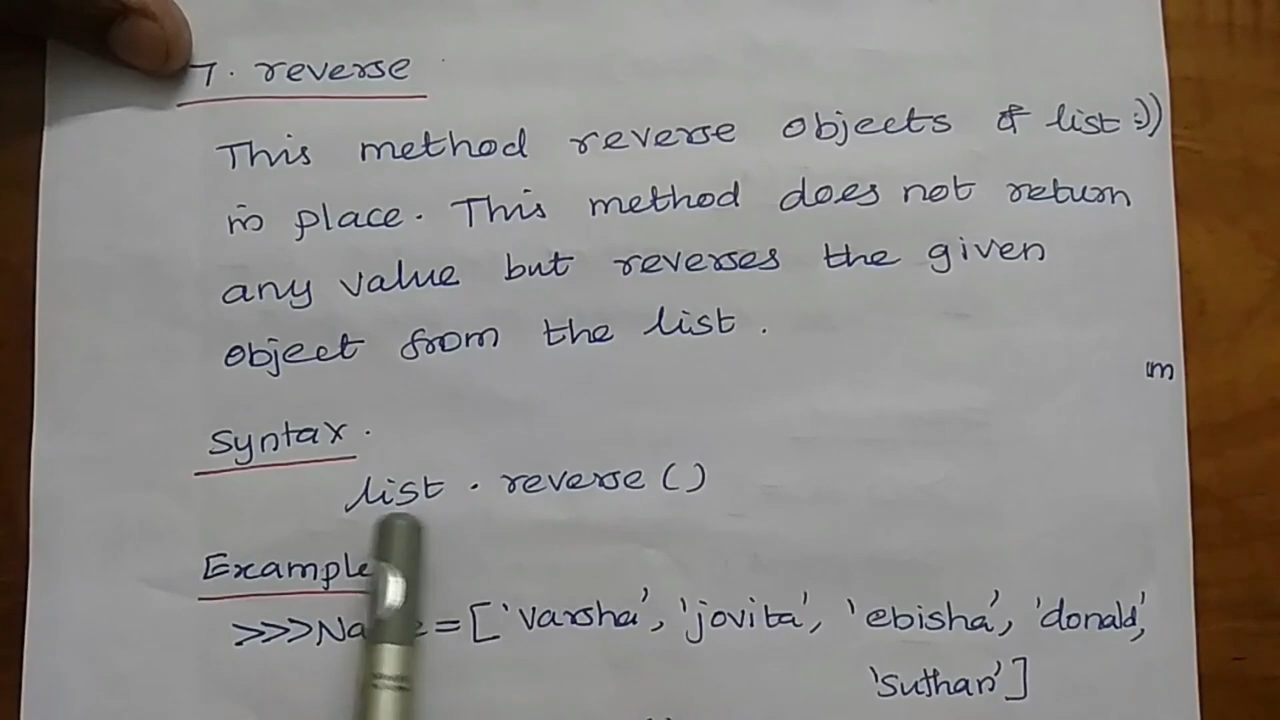 7. reverse
This method reverse objects of list :))
in place. This method does not return
any value but reverses the given
object from the list.
m
Syntax.
list . reverse ()
Example
>>>Na e = ['varsha', 'jovita', 'ebisha', 'donald',
'suthan']